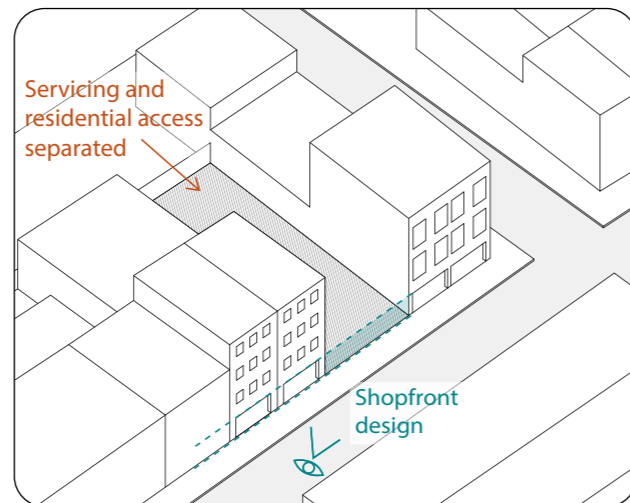 Servicing and
residential access
separated
Shopfront
design